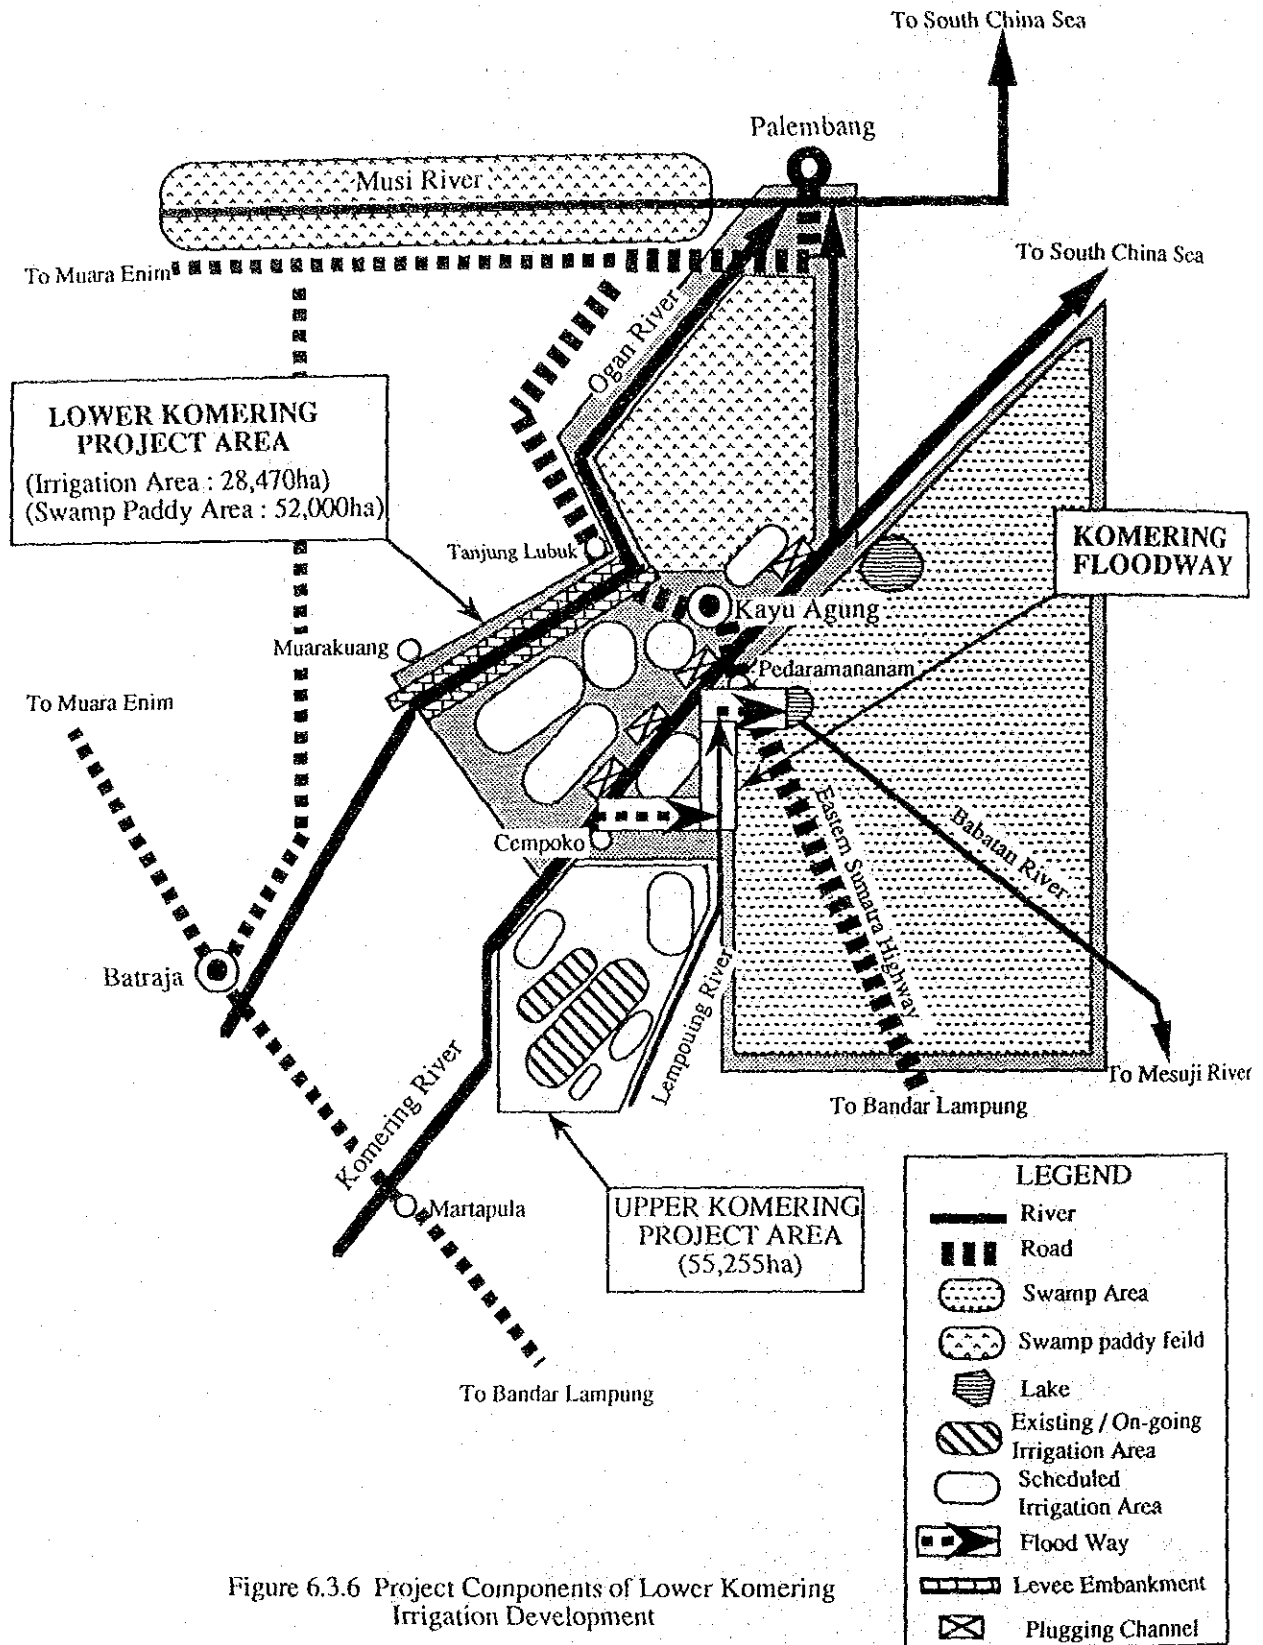 To South China Sea
Palembang
Musi River
To South China Sea
To Muara Enim
Ogan River
LOWER KOMERING
PROJECT AREA
(Irrigation Area : 28,470ha)
(Swamp Paddy Area : 52,000ha)
KOMERING
FLOODWAY
Tanjung Lubuk
Kayu Agung
Muarakuang
Pedaramananam
To Muara Enim
Cempoko
Eastern Sumatra Highway
Babatan River
Batraja
Lempouing River
Komering River
To Mesuji River
To Bandar Lampung
Martapula
UPPER KOMERING
PROJECT AREA
(55,255ha)
To Bandar Lampung
LEGEND
River
Road
Swamp Area
Swamp paddy feild
Lake
Existing / On-going
Irrigation Area
Scheduled
Irrigation Area
Flood Way
Levee Embankment
Plugging Channel
Figure 6.3.6 Project Components of Lower Komering
Irrigation Development